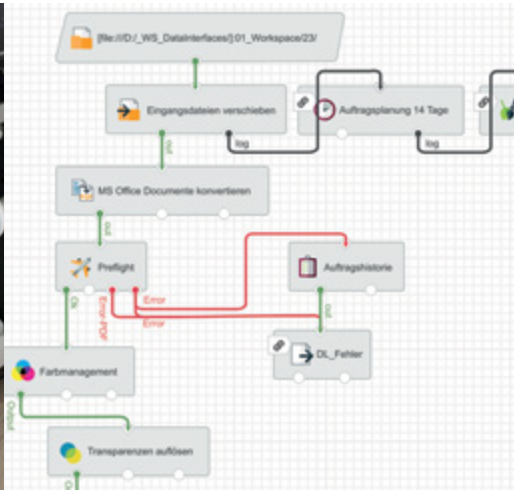 [file:///D:/_WS_DataInterfaces/]:01_Workspace/23/
Eingangsdateien verschieben
Auftragsplanung 14 Tage
out
log
log
MS Office Documente konvertieren
out
Preflight
Auftragshistorie
Ok
Error-PDF
Error
Error
out
DL_Fehler
Farbmanagement
Output
Transparenzen auflösen